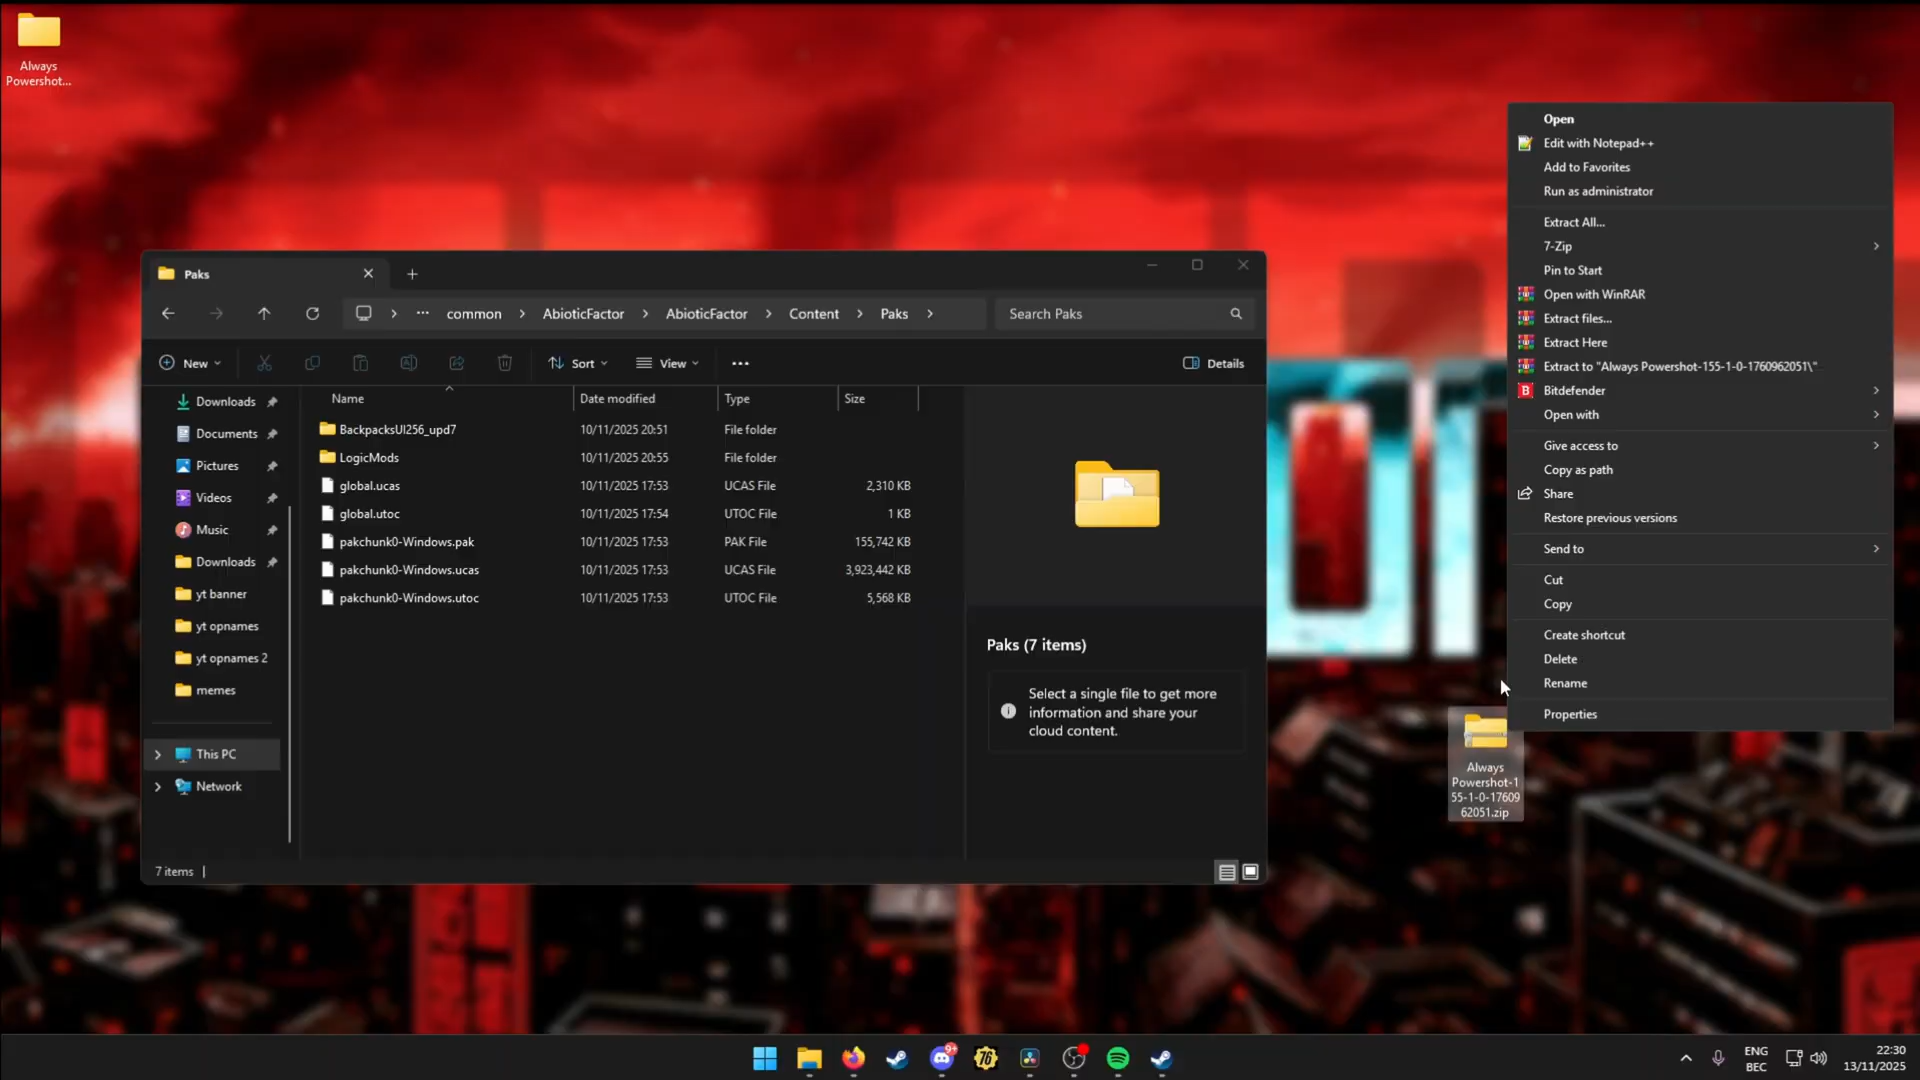 Always
Powershot...
Paks
common
AbioticFactor
AbioticFactor
Content
Paks
Search Paks
New
Sort
View
Details
Name
Date modified
Type
Size
Downloads
Documents
Pictures
Videos
Music
Downloads
yt banner
yt opnames
yt opnames 2
memes
This PC
Network
BackpacksUI256_upd7 10/11/2025 20:51 File folder
LogicMods 10/11/2025 20:55 File folder
global.ucas 10/11/2025 17:53 UCAS File 2,310 KB
global.utoc 10/11/2025 17:54 UTOC File 1 KB
pakchunk0-Windows.pak 10/11/2025 17:53 PAK File 155,742 KB
pakchunk0-Windows.ucas 10/11/2025 17:53 UCAS File 3,923,442 KB
pakchunk0-Windows.utoc 10/11/2025 17:53 UTOC File 5,568 KB
Paks (7 items)
Select a single file to get more
information and share your
cloud content.
7 items
Open
Edit with Notepad++
Add to Favorites
Run as administrator
Extract All...
7-Zip
Pin to Start
Open with WinRAR
Extract files...
Extract Here
Extract to "Always Powershot-155-1-0-1760962051\"
B Bitdefender
Open with
Give access to
Copy as path
Share
Restore previous versions
Send to
Cut
Copy
Create shortcut
Delete
Rename
Properties
Always
Powershot-1
55-1-0-17609
62051.zip
9+
76
ENG
BEC
22:30
13/11/2025